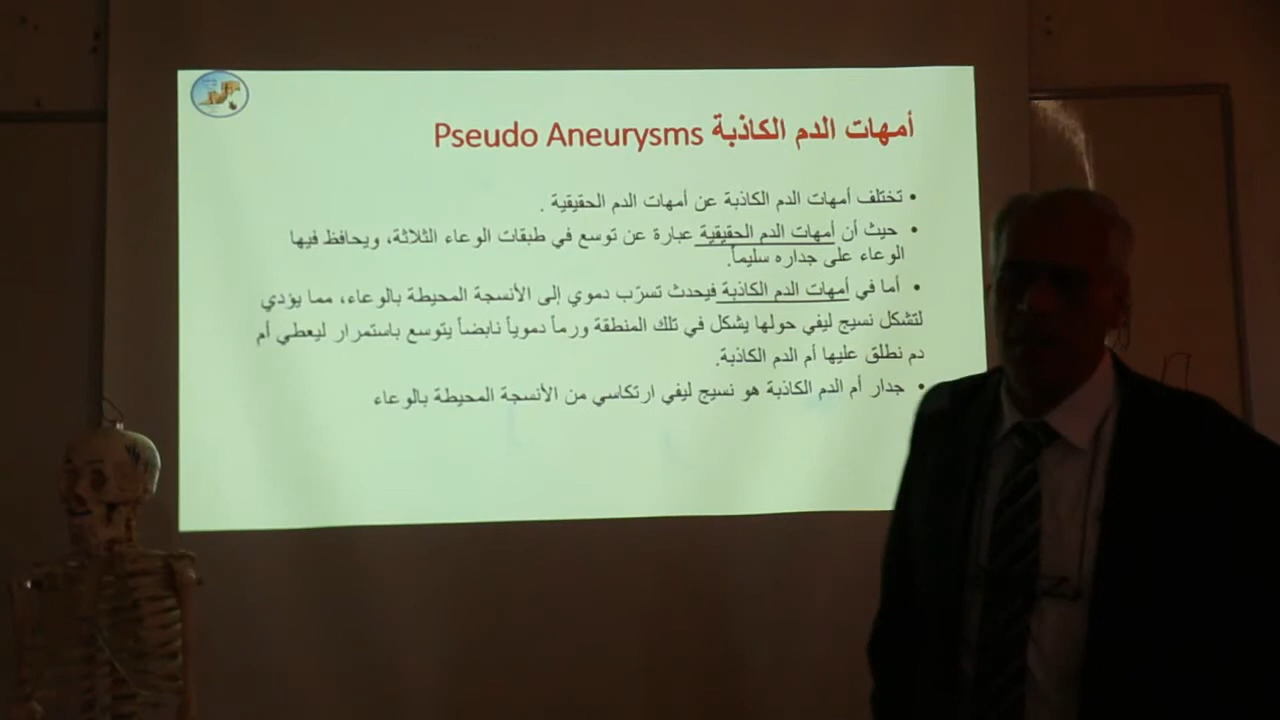 أمهات الدم الكاذبة Pseudo Aneurysms
• تختلف أمهات الدم الكاذبة عن أمهات الدم الحقيقية .
• حيث أن أمهات الدم الحقيقية عبارة عن توسع في طبقات الوعاء الثلاثة، ويحافظ فيها
الوعاء على جداره سليماً.
• أما في أمهات الدم الكاذبة فيحدث تسرّب دموي إلى الأنسجة المحيطة بالوعاء، مما يؤدي
لتشكل نسيج ليفي حولها يشكل في تلك المنطقة ورماً دموياً نابضاً يتوسع باستمرار ليعطي أم
دم نطلق عليها أم الدم الكاذبة.
• جدار أم الدم الكاذبة هو نسيج ليفي ارتكاسي من الأنسجة المحيطة بالوعاء